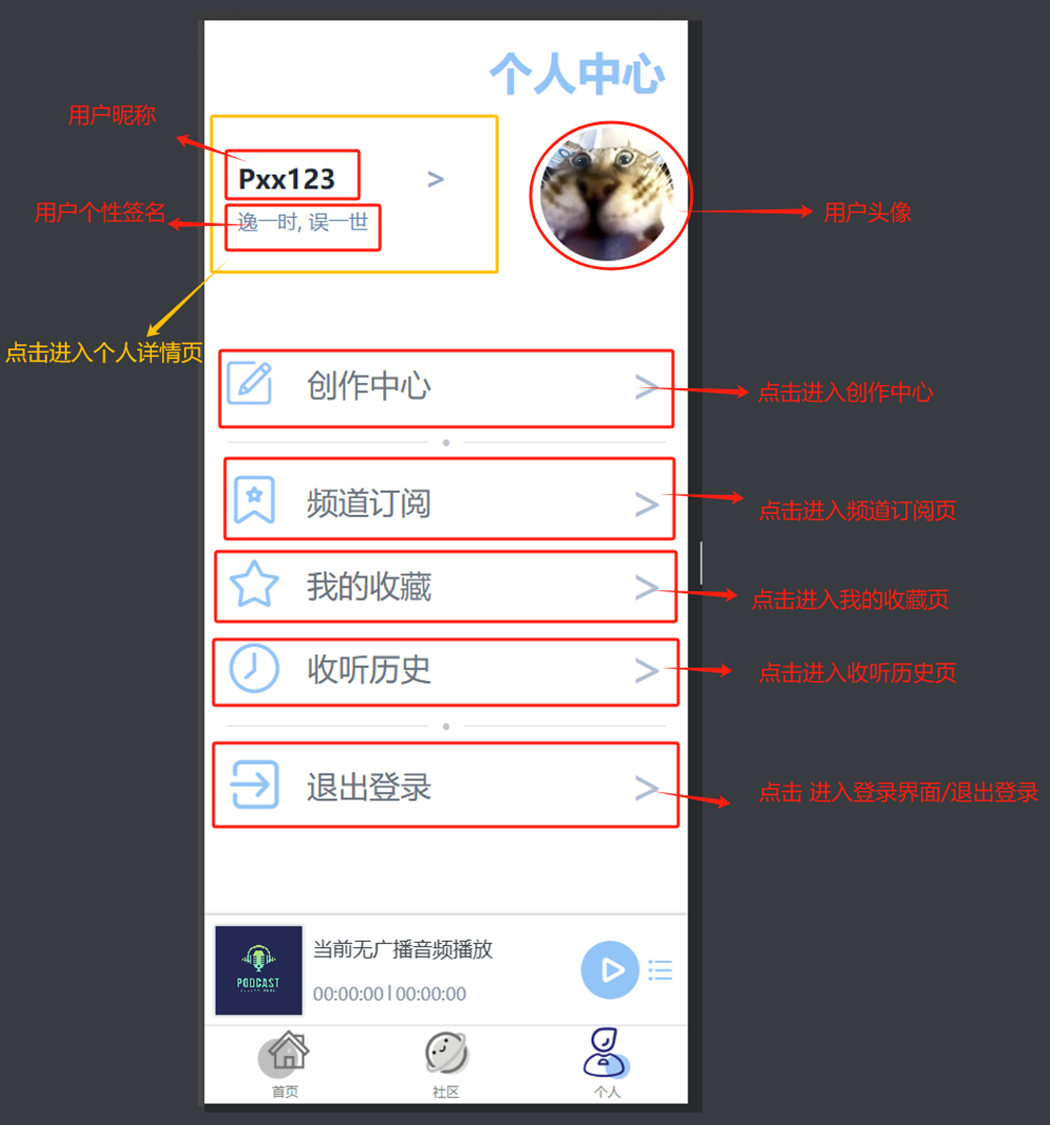 个人中心
用户昵称
Pxx123
>
用户个性签名
逸一时, 误一世
用户头像
点击进入个人详情页
创作中心
>
点击进入创作中心
频道订阅
>
点击进入频道订阅页
我的收藏
>
点击进入我的收藏页
收听历史
>
点击进入收听历史页
退出登录
>
点击 进入登录界面/退出登录
当前无广播音频播放
PODCAST
00:00:00 | 00:00:00
首页
社区
个人